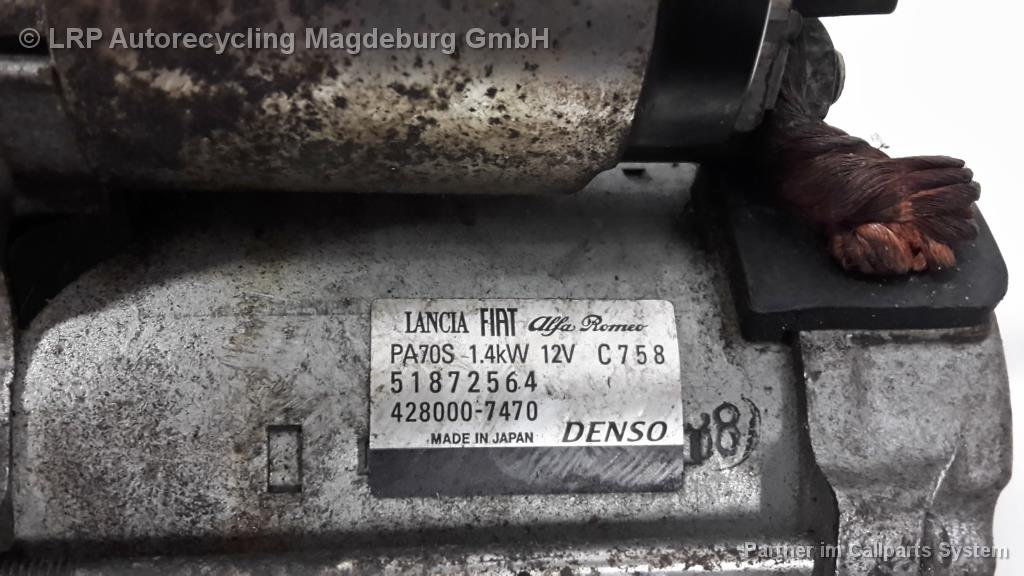 © LRP Autorecycling Magdeburg GmbH
LANCIA FIAT Alfa Romeo
PA70S 1.4kW 12V C758
51872564
428000-7470
MADE IN JAPAN DENSO
8)
Partner im Callparts System